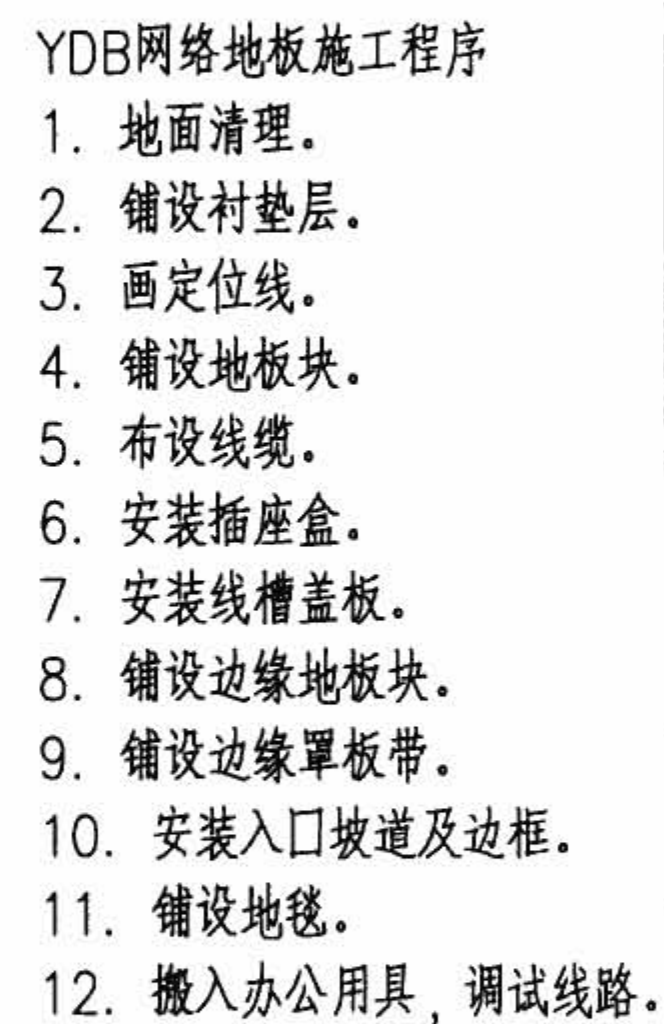 YDB网络地板施工程序
1. 地面清理。
2. 铺设衬垫层。
3. 画定位线。
4. 铺设地板块。
5. 布设线缆。
6. 安装插座盒。
7. 安装线槽盖板。
8. 铺设边缘地板块。
9. 铺设边缘罩板带。
10. 安装入口坡道及边框。
11. 铺设地毯。
12. 搬入办公用具，调试线路。